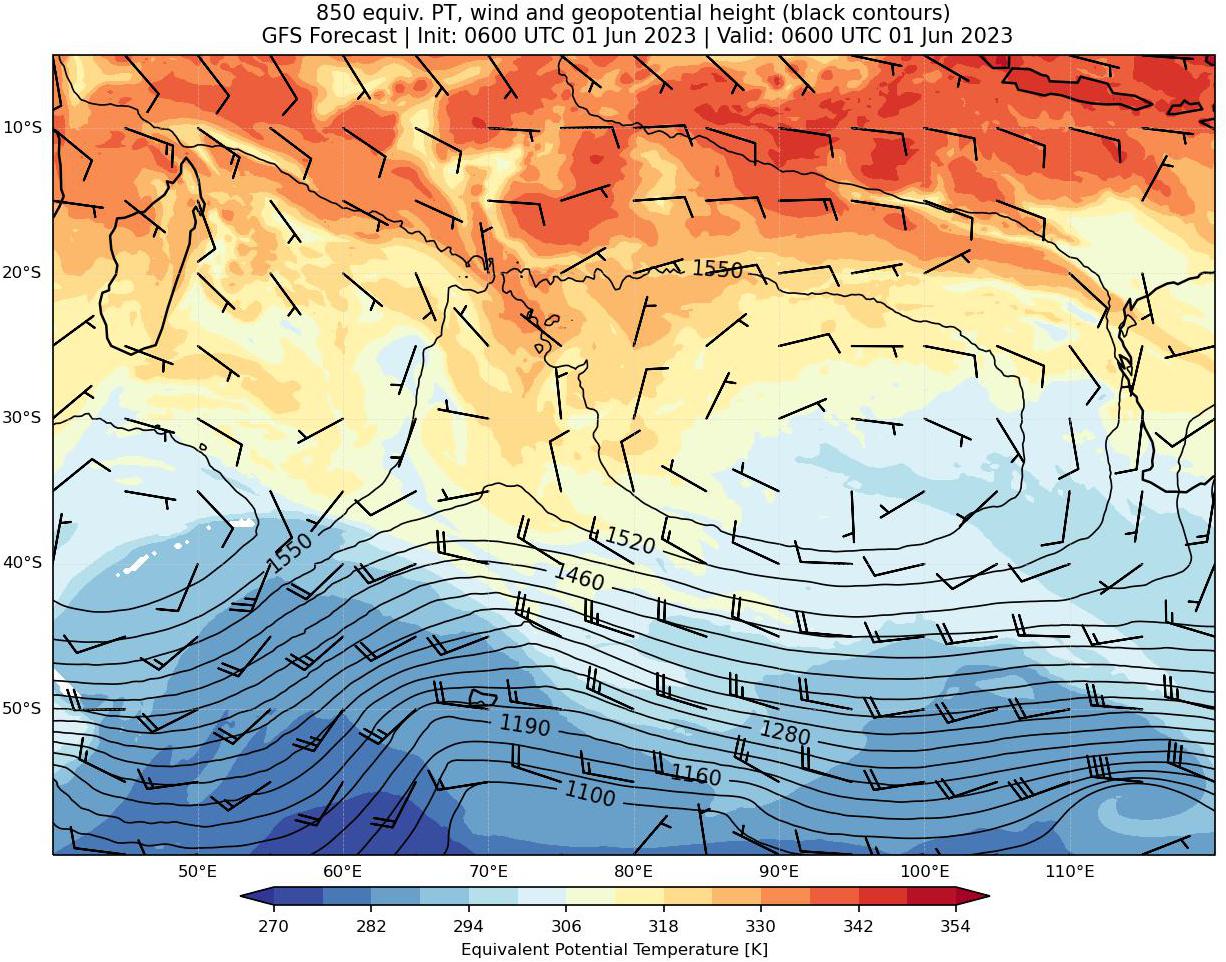 850 equiv. PT, wind and geopotential height (black contours)
GFS Forecast | Init: 0600 UTC 01 Jun 2023 | Valid: 0600 UTC 01 Jun 2023
10°S
20°S
1550
30°S
1520
1550
40°S
1460
50°S
1190
1280
1160
1100
50°E 60°E 70°E 80°E 90°E 100°E 110°E
270 282 294 306 318 330 342 354
Equivalent Potential Temperature [K]